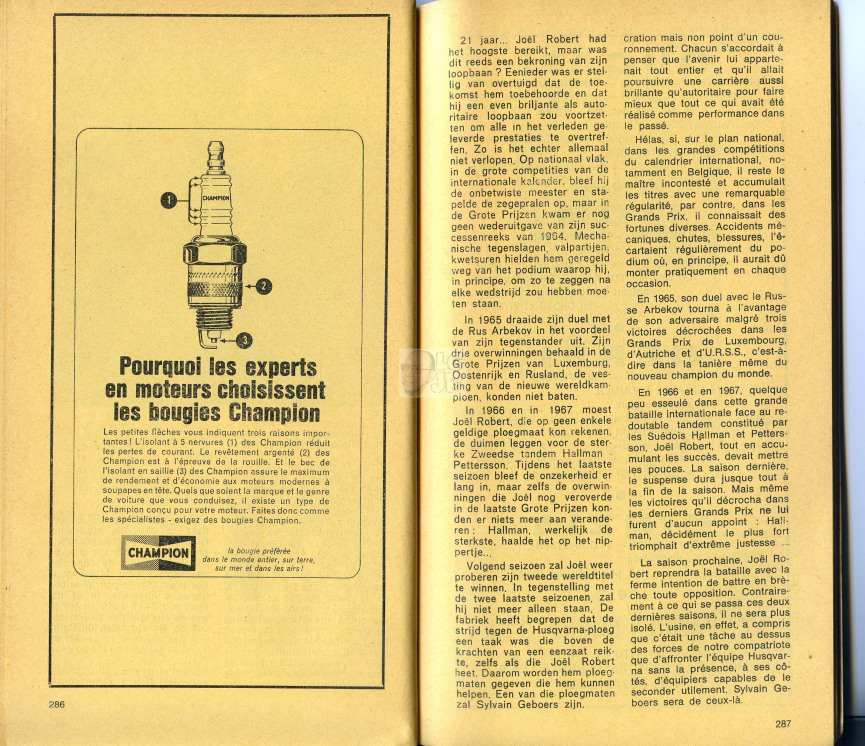 1
CHAMPION
2
3
Pourquoi les experts
en moteurs choisissent
les bougies Champion
Les petites flèches vous indiquent trois raisons impor-
tantes ! L'isolant à 5 nervures (1) des Champion réduit
les pertes de courant. Le revêtement argenté (2) des
Champion est à l'épreuve de la rouille. Et le bec de
l'isolant en saillie (3) des Champion assure le maximum
de rendement et d'économie aux moteurs modernes à
soupapes en tête. Quels que soient la marque et le genre
de voiture que vous conduisez, il existe un type de
Champion conçu pour votre moteur. Faites donc comme
les spécialistes - exigez des bougies Champion.
CHAMPION
la bougie préférée
dans le monde entier, sur terre,
sur mer et dans les airs !
286
21 jaar... Joël Robert had
het hoogste bereikt, maar was
dit reeds een bekroning van zijn
loopbaan ? Eenieder was er stel-
lig van overtuigd dat de toe-
komst hem toebehoorde en dat
hij een even briljante als auto-
ritaire loopbaan zou voortzet-
ten om alle in het verleden ge-
leverde prestaties te overtref-
fen. Zo is het echter allemaal
niet verlopen. Op nationaal vlak,
in de grote competities van de
internationale kalender, bleef hij
de onbetwiste meester en sta-
pelde de zegepralen op, maar in
de Grote Prijzen kwam er nog
geen wederuitgave van zijn suc-
cessenreeks van 1964. Mecha-
nische tegenslagen, valpartijen,
kwetsuren hielden hem geregeld
weg van het podium waarop hij,
in principe, om zo te zeggen na
elke wedstrijd zou hebben moe-
ten staan.
In 1965 draaide zijn duel met
de Rus Arbekov in het voordeel
van zijn tegenstander uit. Zijn
drie overwinningen behaald in de
Grote Prijzen van Luxemburg,
Oostenrijk en Rusland, de ves-
ting van de nieuwe wereldkam-
pioen, konden niet baten.
In 1966 en in 1967 moest
Joël Robert, die op geen enkele
geldige ploegmaat kon rekenen,
de duimen leggen voor de ster-
ke Zweedse tandem Hallman -
Pettersson. Tijdens het laatste
seizoen bleef de onzekerheid er
lang in, maar zelfs de overwin-
ningen die Joël nog veroverde
in de laatste Grote Prijzen kon-
den er niets meer aan verande-
ren : Hallman, werkelijk de
sterkste, haalde het op het nip-
pertje...
Volgend seizoen zal Joël weer
proberen zijn tweede wereldtitel
te winnen. In tegenstelling met
de twee laatste seizoenen, zal
hij niet meer alleen staan. De
fabriek heeft begrepen dat de
strijd tegen de Husqvarna-ploeg
een taak was die boven de
krachten van een eenzaat reik-
te, zelfs als die Joël Robert
heet. Daarom worden hem ploeg-
maten gegeven die hem kunnen
helpen. Een van die ploegmaten
zal Sylvain Geboers zijn.
cration mais non point d'un cou-
ronnement. Chacun s'accordait à
penser que l'avenir lui apparte-
nait tout entier et qu'il allait
poursuivre une carrière aussi
brillante qu'autoritaire pour faire
mieux que tout ce qui avait été
réalisé comme performance dans
le passé.
Hélas, si, sur le plan national,
dans les grandes compétitions
du calendrier international, no-
tamment en Belgique, il reste le
maître incontesté et accumulait
les titres avec une remarquable
régularité, par contre, dans les
Grands Prix, il connaissait des
fortunes diverses. Accidents mé-
caniques, chutes, blessures, l'é-
cartaient régulièrement du po-
dium où, en principe, il aurait dû
monter pratiquement en chaque
occasion.
En 1965, son duel avec le Rus-
se Arbekov tourna à l'avantage
de son adversaire malgré trois
victoires décrochées dans les
Grands Prix de Luxembourg,
d'Autriche et d'U.R.S.S., c'est-à-
dire dans la tanière même du
nouveau champion du monde.
En 1966 et en 1967, quelque
peu esseulé dans cette grande
bataille internationale face au re-
doutable tandem constitué par
les Suédois Hallman et Petters-
son, Joël Robert, tout en accu-
mulant les succès, devait mettre
les pouces. La saison dernière,
le suspense dura jusque tout à
la fin de la saison. Mais même
les victoires qu'il décrocha dans
les derniers Grands Prix ne lui
furent d'aucun appoint : Hall-
man, décidément le plus fort
triomphait d'extrême justesse ...
La saison prochaine, Joël Ro-
bert reprendra la bataille avec la
ferme intention de battre en brè-
che toute opposition. Contraire-
ment à ce qui se passa ces deux
dernières saisons, il ne sera plus
isolé. L'usine, en effet, a compris
que c'était une tâche au dessus
des forces de notre compatriote
que d'affronter l'équipe Husqvar-
na sans la présence, à ses cô-
tés, d'équipiers capables de le
seconder utilement. Sylvain Ge-
boers sera de ceux-là.
287